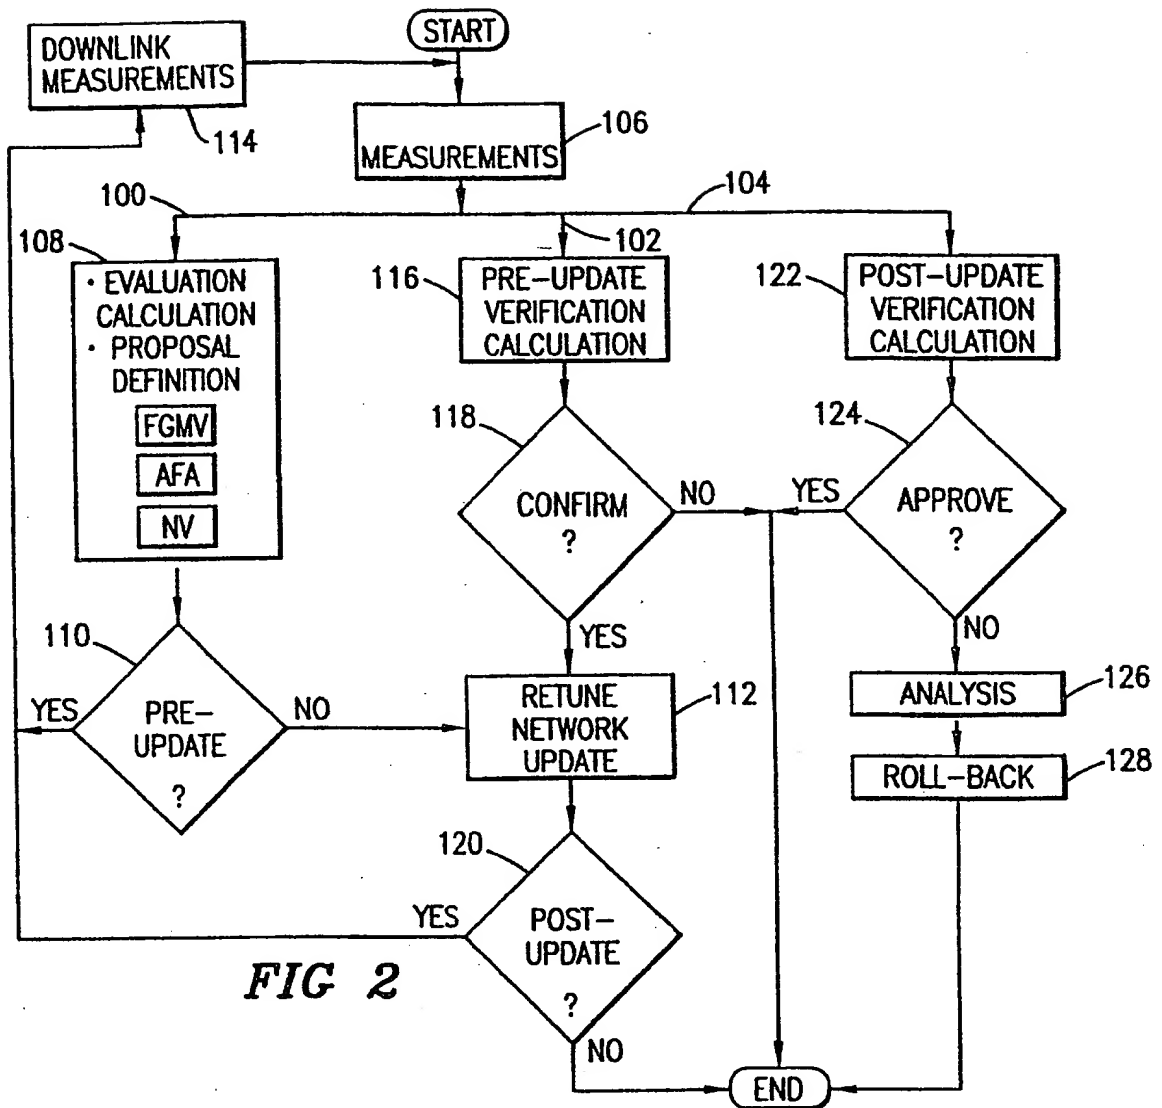 START
DOWNLINK
MEASUREMENTS
114
106
MEASUREMENTS
100
104
102
108
• EVALUATION
CALCULATION
• PROPOSAL
DEFINITION
FGMV
AFA
NV
116
PRE-UPDATE
VERIFICATION
CALCULATION
122
POST-UPDATE
VERIFICATION
CALCULATION
118
CONFIRM
?
NO
YES
124
APPROVE
?
YES
NO
110
PRE-
UPDATE
?
YES
NO
RETUNE
NETWORK
UPDATE
112
ANALYSIS
126
ROLL-BACK
128
120
POST-
UPDATE
?
YES
NO
FIG 2
END